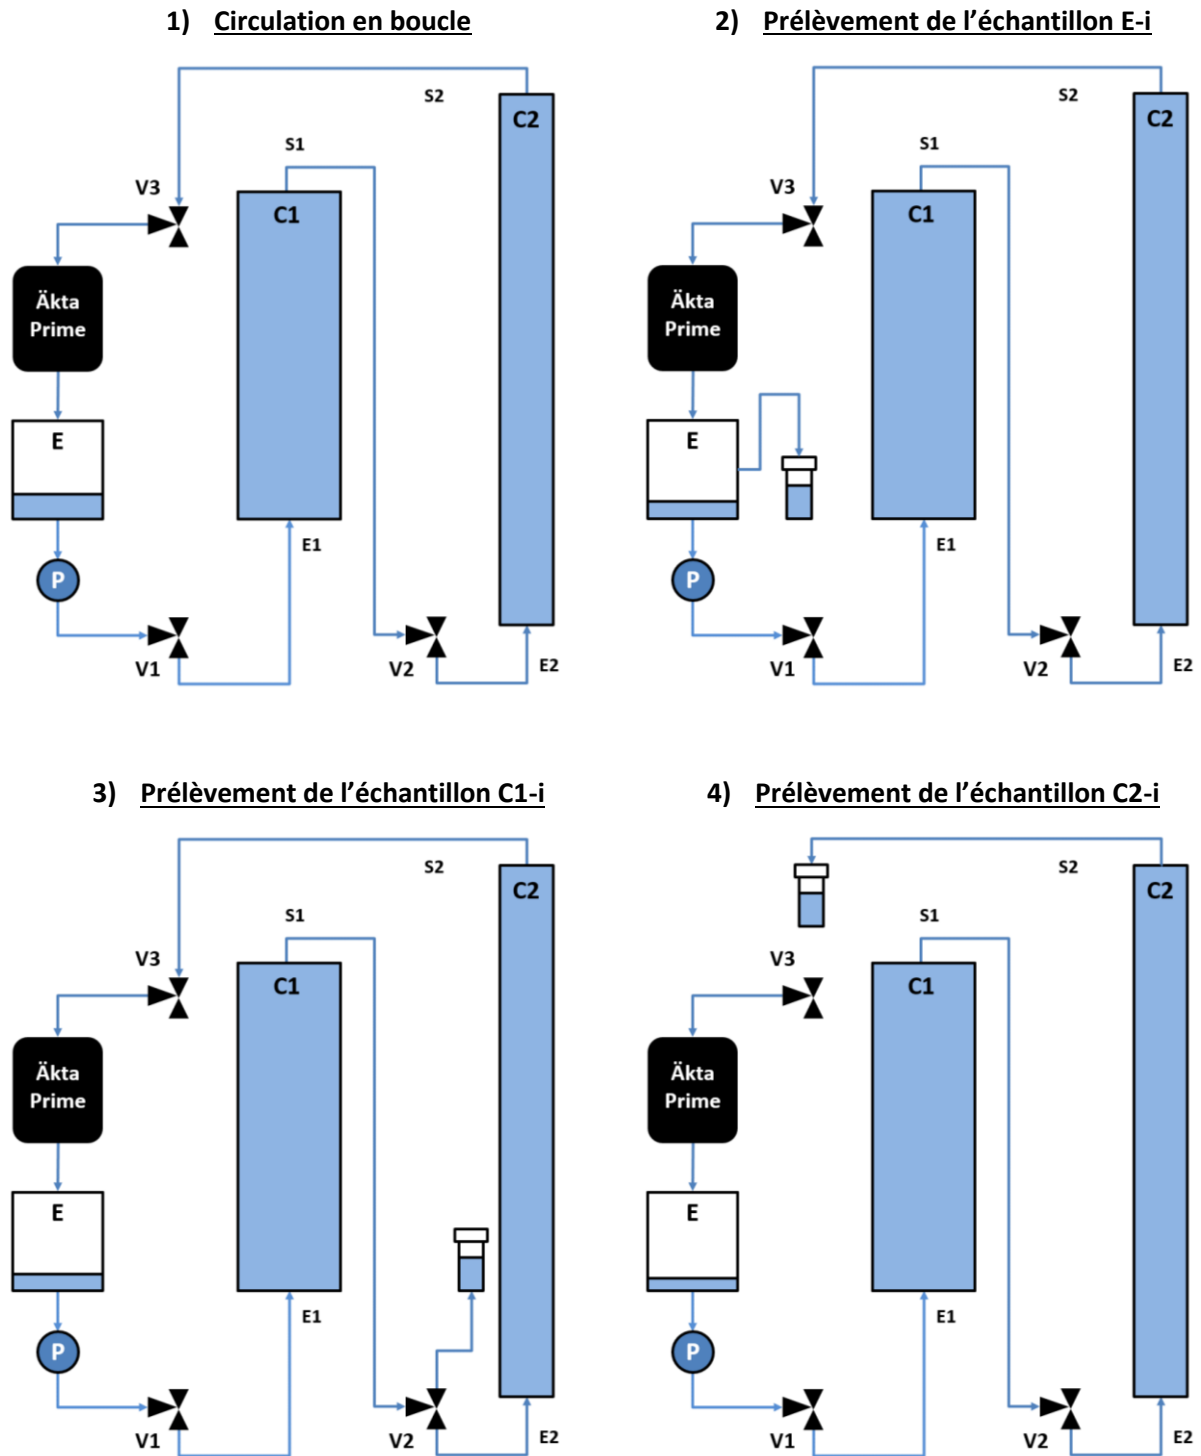 1) Circulation en boucle
S2
C2
S1
V3
C1
Äkta
Prime
E
E1
P
V1
V2
E2
2) Prélèvement de l'échantillon E-i
S2
C2
S1
V3
C1
Äkta
Prime
E
E1
P
V1
V2
E2
3) Prélèvement de l'échantillon C1-i
S2
C2
S1
V3
C1
Äkta
Prime
E
E1
P
V1
V2
E2
4) Prélèvement de l'échantillon C2-i
S2
C2
S1
V3
C1
Äkta
Prime
E
E1
P
V1
V2
E2